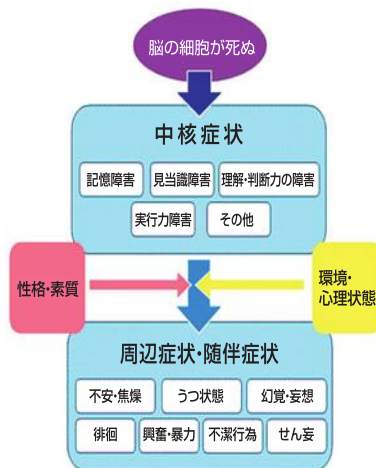 脳の細胞が死ぬ
中核症状
記憶障害
見当識障害
理解・判断力の障害
実行力障害
その他
性格・素質
環境・
心理状態
周辺症状・随伴症状
不安・焦燥
うつ状態
幻覚・妄想
徘徊
興奮・暴力
不潔行為
せん妄